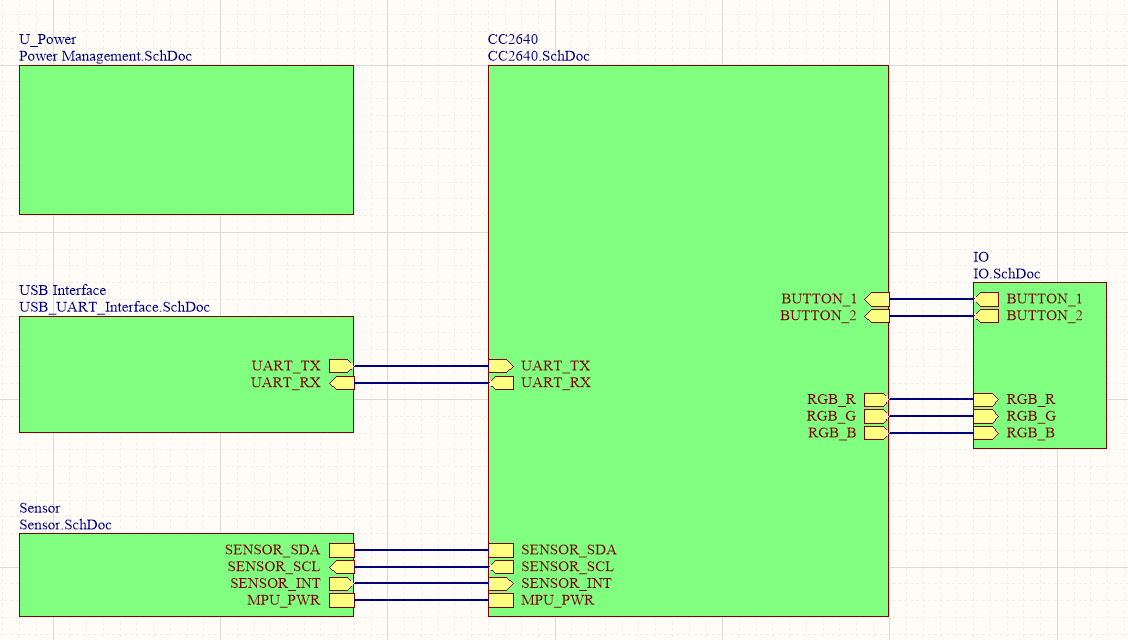 U_Power
Power Management.SchDoc
USB Interface
USB_UART_Interface.SchDoc
UART_TX
UART_RX
Sensor
Sensor.SchDoc
SENSOR_SDA
SENSOR_SCL
SENSOR_INT
MPU_PWR
CC2640
CC2640.SchDoc
BUTTON_1
BUTTON_2
UART_TX
UART_RX
RGB_R
RGB_G
RGB_B
SENSOR_SDA
SENSOR_SCL
SENSOR_INT
MPU_PWR
IO
IO.SchDoc
BUTTON_1
BUTTON_2
RGB_R
RGB_G
RGB_B